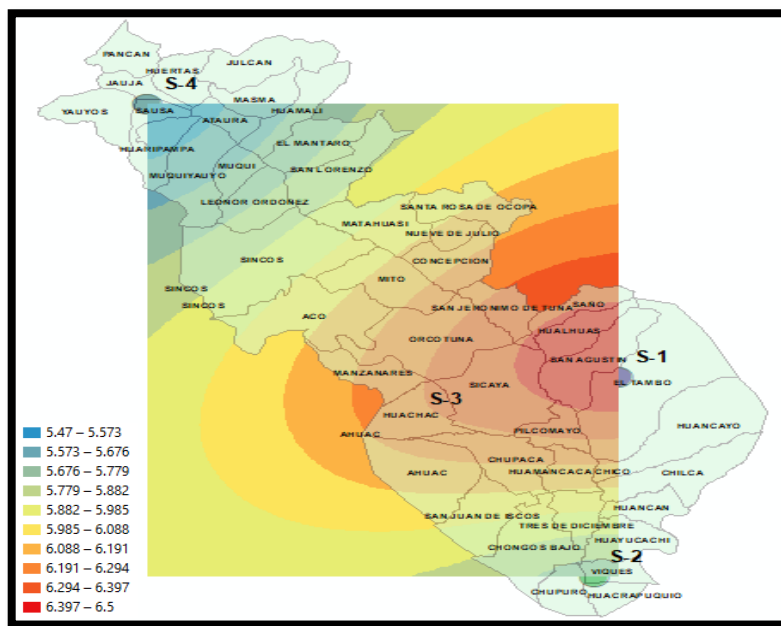 PANCAN
JULCAN
HUERTAS
JAUJA
S-4
MASMA
YAUYOS
SAUSA
HUAMALI
ATAURA
EL MANTARO
HUARIPAMPA
MUQUI
SAN LORENZO
MUQUIYAUYO
LEONOR ORDOÑEZ
SANTA ROSA DE OCOPA
MATAHUASI
NUEVE DE JULIO
SINCOS
CONCEPCION
MITO
SINCOS
SINCOS
SAÑO
SAN JERONIMO DE TUNA
ACO
HUALHUAS
ORCOTUNA
SAN AGUSTIN
S-1
MANZANARES
SICAYA
EL TAMBO
S-3
HUACHAC
HUANCAYO
PILCOMAYO
AHUAC
CHUPACA
AHUAC
HUAMANCACA CHICO
CHILCA
HUANCAN
SAN JUAN DE ISCOS
TRES DE DICIEMBRE
HUAYUCACHI
CHONGOS BAJO
S-2
VIQUES
CHUPURO
HUACRAPUQUIO
5.47 – 5.573
5.573 – 5.676
5.676 – 5.779
5.779 – 5.882
5.882 – 5.985
5.985 – 6.088
6.088 – 6.191
6.191 – 6.294
6.294 – 6.397
6.397 – 6.5